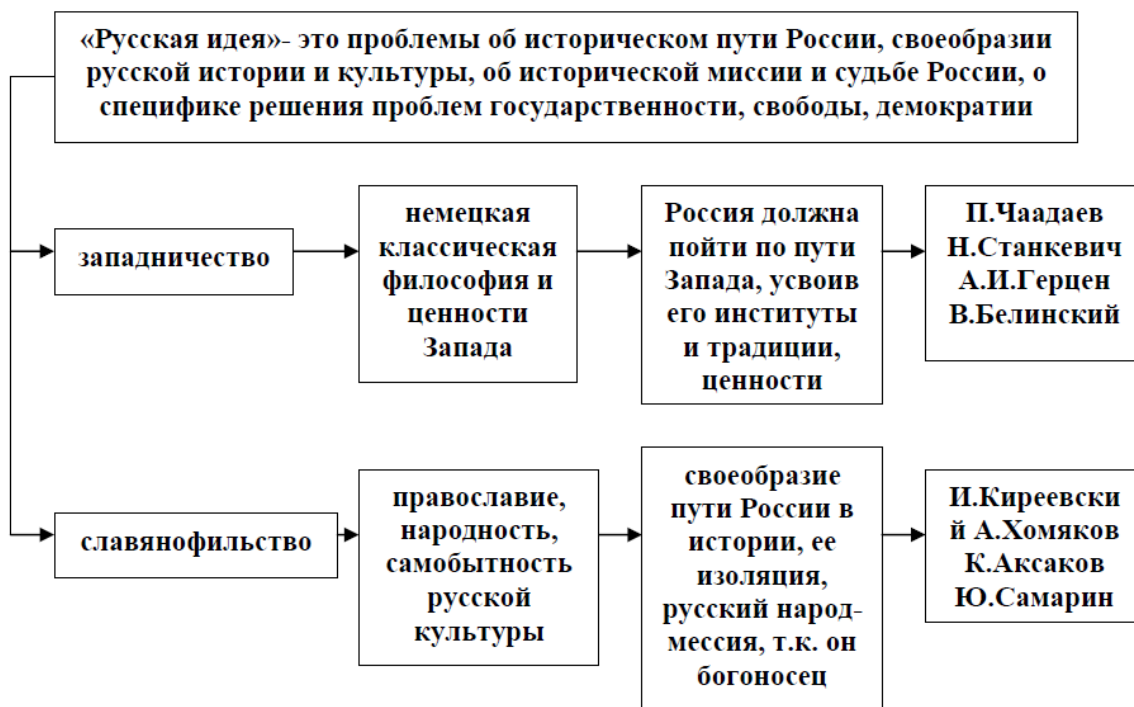 «Русская идея»- это проблемы об историческом пути России, своеобразии
русской истории и культуры, об исторической миссии и судьбе России, о
специфике решения проблем государственности, свободы, демократии
западничество
немецкая
классическая
философия и
ценности
Запада
Россия должна
пойти по пути
Запада, усвоив
его институты
и традиции,
ценности
П.Чаадаев
Н.Станкевич
А.И.Герцен
В.Белинский
славянофильство
православие,
народность,
самобытность
русской
культуры
своеобразие
пути России в
истории, ее
изоляция,
русский народ-
мессия, т.к. он
богоносец
И.Киреевски
й А.Хомяков
К.Аксаков
Ю.Самарин